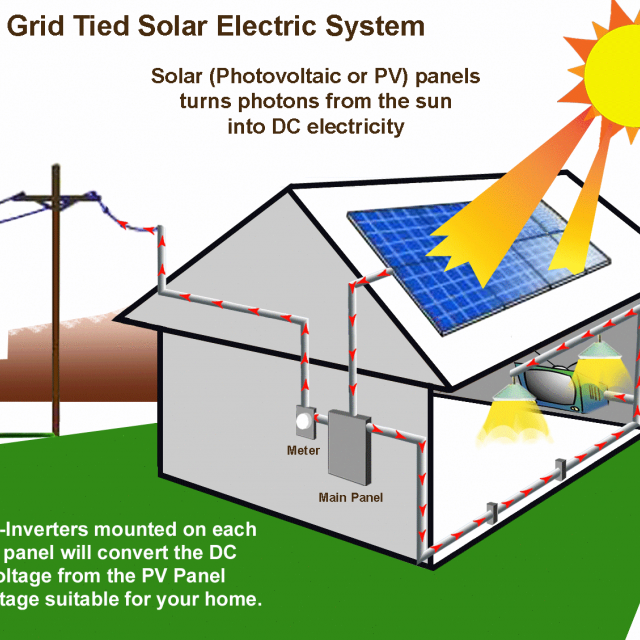 Grid Tied Solar Electric System
Solar (Photovoltaic or PV) panels
turns photons from the sun
into DC electricity
Meter
Main Panel
-Inverters mounted on each
panel will convert the DC
oltage from the PV Panel
tage suitable for your home.